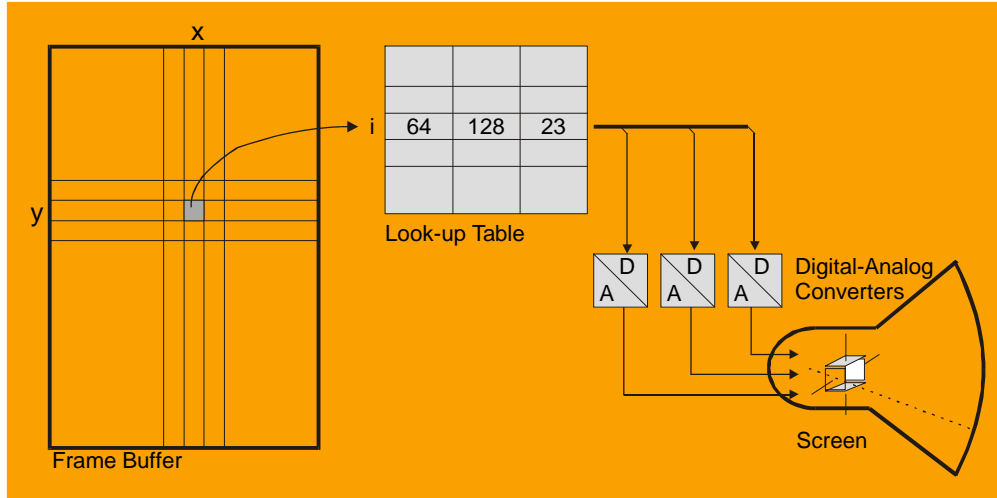 x
i
64 128 23
y
Look-up Table
D D D
A A A
Digital-Analog
Converters
Screen
Frame Buffer